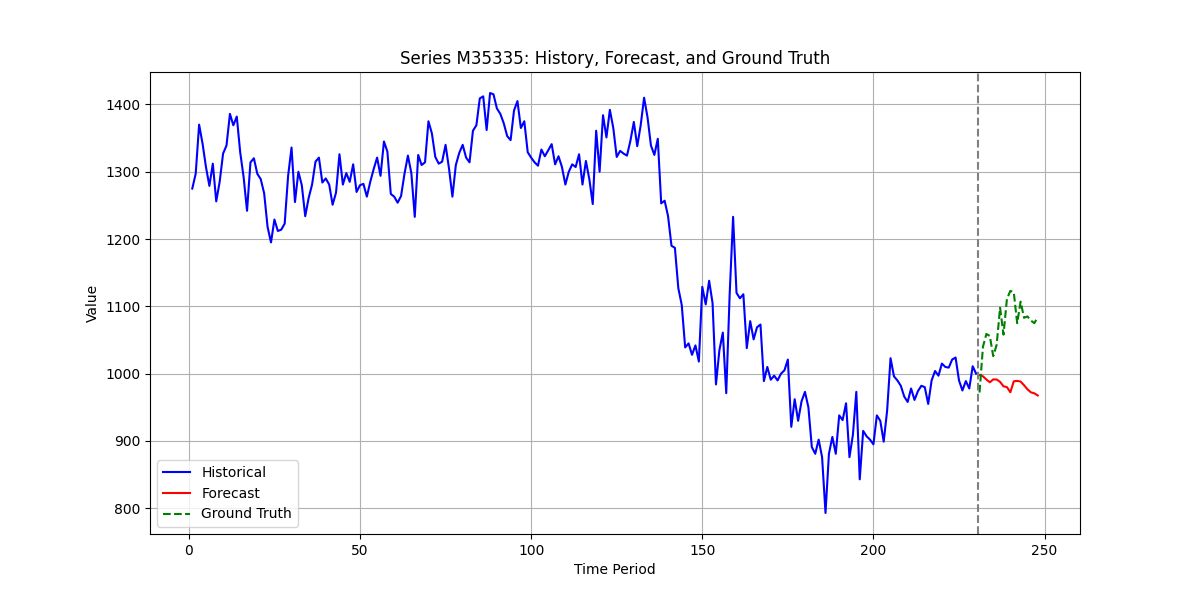 Series M35335: History, Forecast, and Ground Truth
Value
1400
1300
1200
1100
1000
900
800
Historical
Forecast
Ground Truth
0
50
100
150
200
250
Time Period